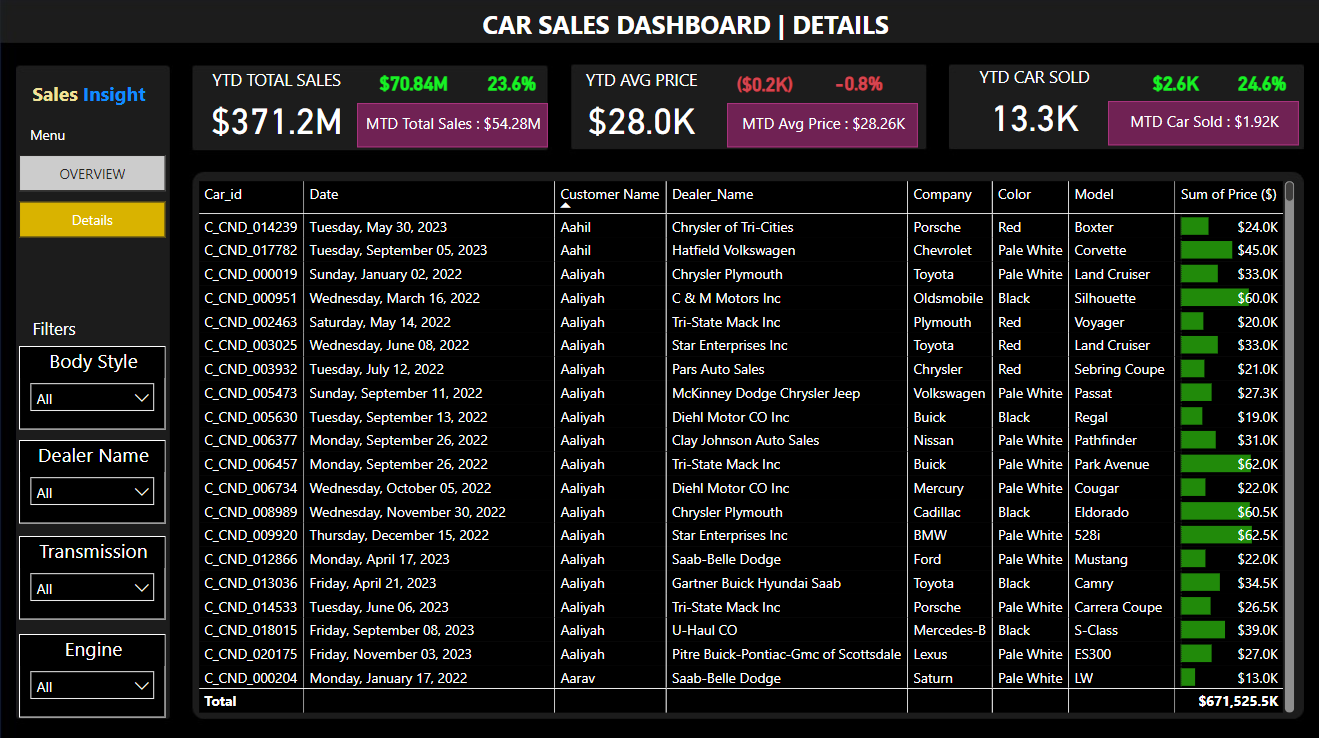 CAR SALES DASHBOARD | DETAILS
Sales Insight
Menu
OVERVIEW
Details
Filters
Body Style
All
Dealer Name
All
Transmission
All
Engine
All
YTD TOTAL SALES $70.84M 23.6%
$371.2M MTD Total Sales : $54.28M
YTD AVG PRICE ($0.2K) -0.8%
$28.0K MTD Avg Price : $28.26K
YTD CAR SOLD $2.6K 24.6%
13.3K MTD Car Sold : $1.92K
Car_id Date Customer Name Dealer_Name Company Color Model Sum of Price ($)
C_CND_014239 Tuesday, May 30, 2023 Aahil Chrysler of Tri-Cities Porsche Red Boxter $24.0K
C_CND_017782 Tuesday, September 05, 2023 Aahil Hatfield Volkswagen Chevrolet Pale White Corvette $45.0K
C_CND_000019 Sunday, January 02, 2022 Aaliyah Chrysler Plymouth Toyota Pale White Land Cruiser $33.0K
C_CND_000951 Wednesday, March 16, 2022 Aaliyah C & M Motors Inc Oldsmobile Black Silhouette $60.0K
C_CND_002463 Saturday, May 14, 2022 Aaliyah Tri-State Mack Inc Plymouth Red Voyager $20.0K
C_CND_003025 Wednesday, June 08, 2022 Aaliyah Star Enterprises Inc Toyota Red Land Cruiser $33.0K
C_CND_003932 Tuesday, July 12, 2022 Aaliyah Pars Auto Sales Chrysler Red Sebring Coupe $21.0K
C_CND_005473 Sunday, September 11, 2022 Aaliyah McKinney Dodge Chrysler Jeep Volkswagen Pale White Passat $27.3K
C_CND_005630 Tuesday, September 13, 2022 Aaliyah Diehl Motor CO Inc Buick Black Regal $19.0K
C_CND_006377 Monday, September 26, 2022 Aaliyah Clay Johnson Auto Sales Nissan Pale White Pathfinder $31.0K
C_CND_006457 Monday, September 26, 2022 Aaliyah Tri-State Mack Inc Buick Pale White Park Avenue $62.0K
C_CND_006734 Wednesday, October 05, 2022 Aaliyah Diehl Motor CO Inc Mercury Pale White Cougar $22.0K
C_CND_008989 Wednesday, November 30, 2022 Aaliyah Chrysler Plymouth Cadillac Black Eldorado $60.5K
C_CND_009920 Thursday, December 15, 2022 Aaliyah Star Enterprises Inc BMW Pale White 528i $62.5K
C_CND_012866 Monday, April 17, 2023 Aaliyah Saab-Belle Dodge Ford Pale White Mustang $22.0K
C_CND_013036 Friday, April 21, 2023 Aaliyah Gartner Buick Hyundai Saab Toyota Black Camry $34.5K
C_CND_014533 Tuesday, June 06, 2023 Aaliyah Tri-State Mack Inc Porsche Pale White Carrera Coupe $26.5K
C_CND_018015 Friday, September 08, 2023 Aaliyah U-Haul CO Mercedes-B Black S-Class $39.0K
C_CND_020175 Friday, November 03, 2023 Aaliyah Pitre Buick-Pontiac-Gmc of Scottsdale Lexus Pale White ES300 $27.0K
C_CND_000204 Monday, January 17, 2022 Aarav Saab-Belle Dodge Saturn Pale White LW $13.0K
Total $671,525.5K